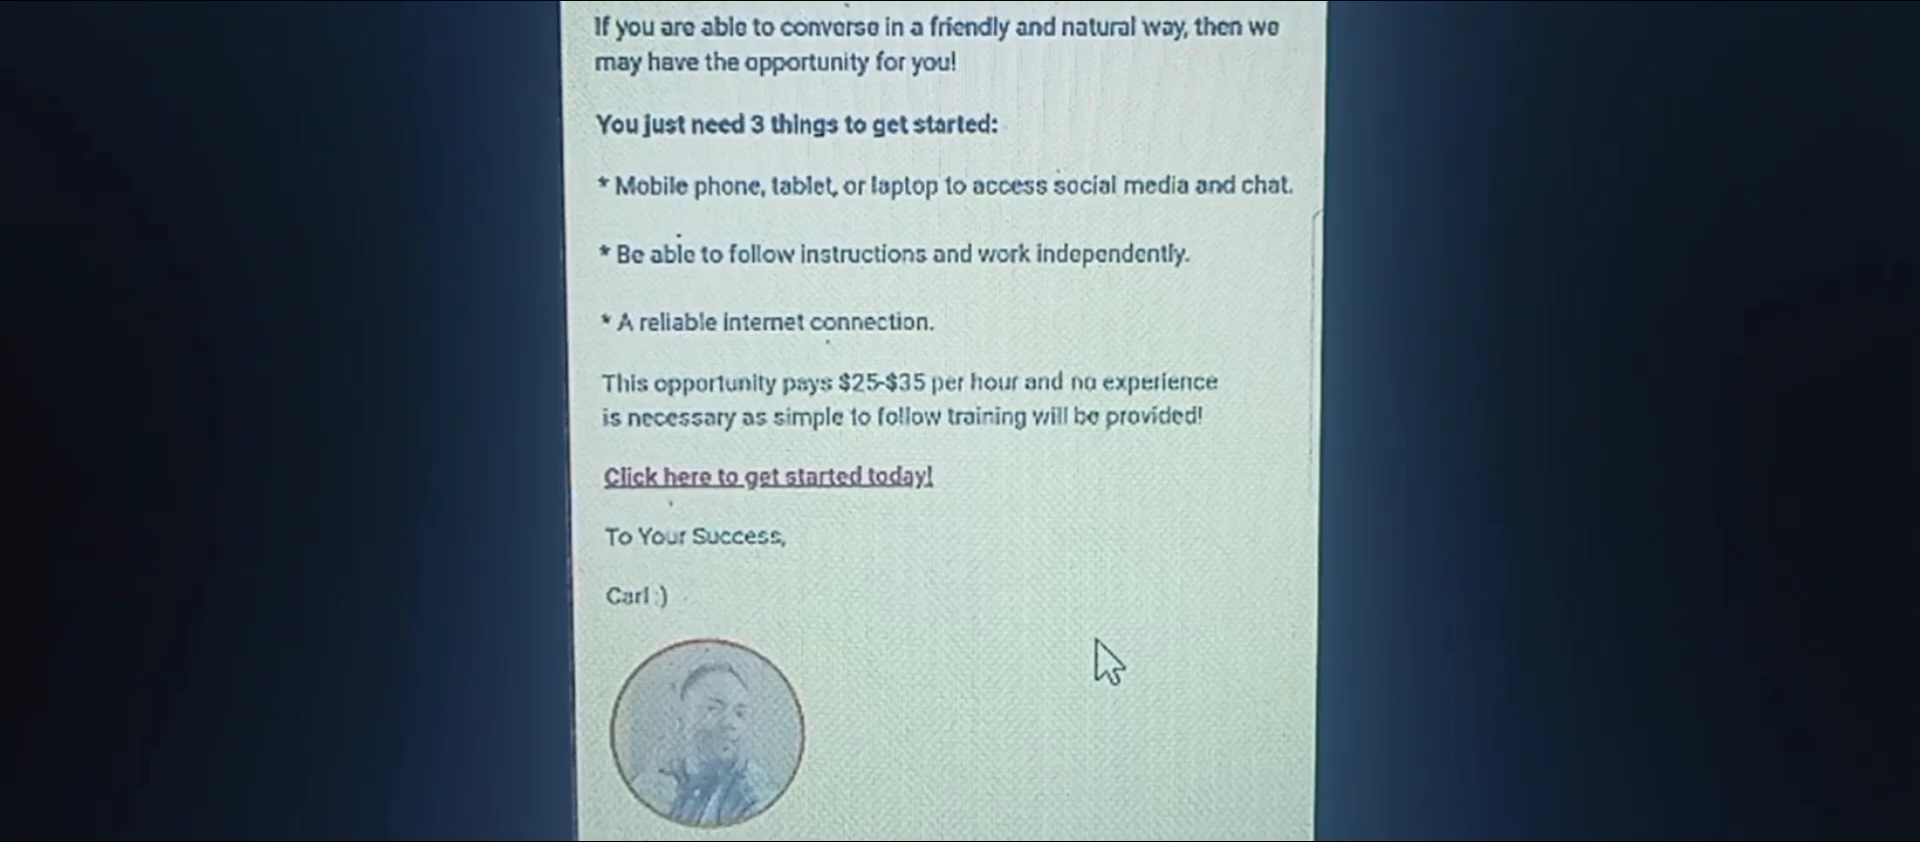 If you are able to converse in a friendly and natural way, then we
may have the opportunity for you!
You just need 3 things to get started:
* Mobile phone, tablet, or laptop to access social media and chat.
* Be able to follow instructions and work independently.
* A reliable internet connection.
This opportunity pays $25-$35 per hour and no experience
is necessary as simple to follow training will be provided!
Click here to get started today!
To Your Success,
Carl :)